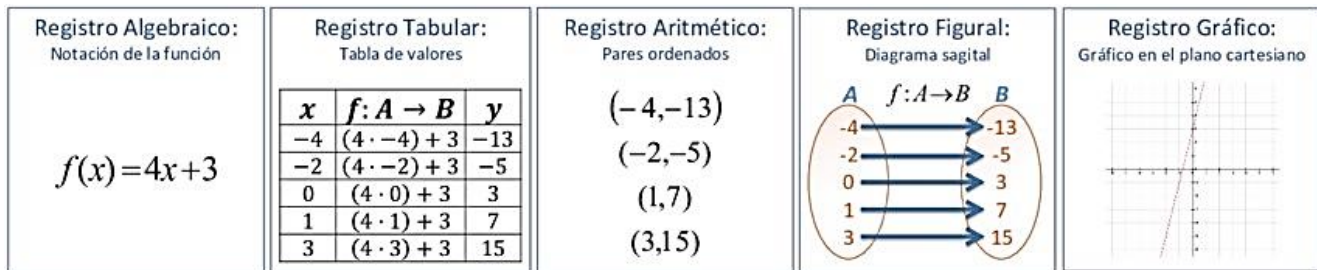 Registro Algebraico:
Notación de la función
f(x)=4x+3
Registro Tabular:
Tabla de valores
x f: A → B y
−4 (4 · −4) + 3 −13
−2 (4 · −2) + 3 −5
0 (4 · 0) + 3 3
1 (4 · 1) + 3 7
3 (4 · 3) + 3 15
Registro Aritmético:
Pares ordenados
(−4,−13)
(−2,−5)
(1,7)
(3,15)
Registro Figural:
Diagrama sagital
A f:A→B B
-4 -13
-2 -5
0 3
1 7
3 15
Registro Gráfico:
Gráfico en el plano cartesiano